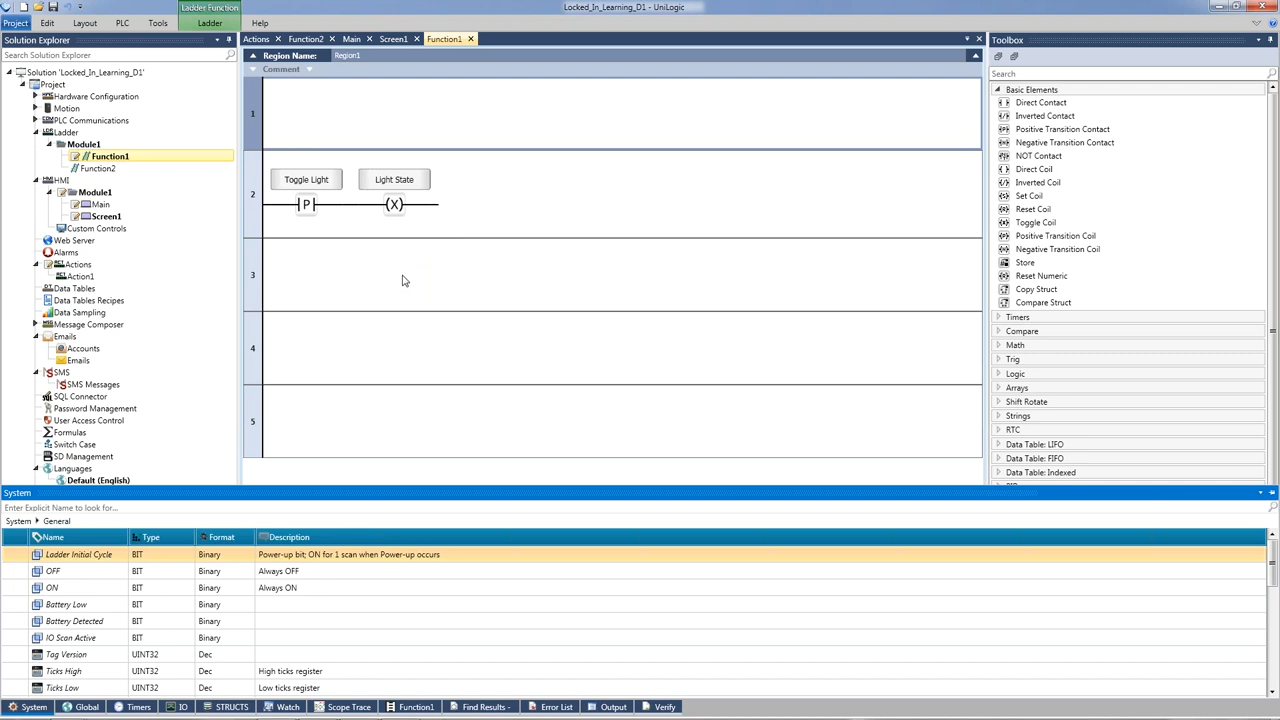 Ladder Function
Locked_In_Learning_D1 - UniLogic
Project Edit Layout PLC Tools Ladder Help
Solution Explorer
Search Solution Explorer
Solution 'Locked_In_Learning_D1'
Project
Hardware Configuration
Motion
PLC Communications
Ladder
Module1
Function1
Function2
HMI
Module1
Main
Screen1
Custom Controls
Web Server
Alarms
Actions
Action1
Data Tables
Data Tables Recipes
Data Sampling
Message Composer
Emails
Accounts
Emails
SMS
SMS Messages
SQL Connector
Password Management
User Access Control
Formulas
Switch Case
SD Management
Languages
Default (English)
Actions Function2 Main Screen1 Function1
Region Name: Region1
Comment
1
2
Toggle Light Light State
P (X)
3
4
5
Toolbox
Search
Basic Elements
Direct Contact
Inverted Contact
Positive Transition Contact
Negative Transition Contact
NOT Contact
Direct Coil
Inverted Coil
Set Coil
Reset Coil
Toggle Coil
Positive Transition Coil
Negative Transition Coil
Store
Reset Numeric
Copy Struct
Compare Struct
Timers
Compare
Math
Trig
Logic
Arrays
Shift Rotate
Strings
RTC
Data Table: LIFO
Data Table: FIFO
Data Table: Indexed
System
Enter Explicit Name to look for...
System General
Name Type Format Description
Ladder Initial Cycle BIT Binary Power-up bit; ON for 1 scan when Power-up occurs
OFF BIT Binary Always OFF
ON BIT Binary Always ON
Battery Low BIT Binary
Battery Detected BIT Binary
IO Scan Active BIT Binary
Tag Version UINT32 Dec
Ticks High UINT32 Dec High ticks register
Ticks Low UINT32 Dec Low ticks register
System Global Timers IO STRUCTS Watch Scope Trace Function1 Find Results - Error List Output Verify